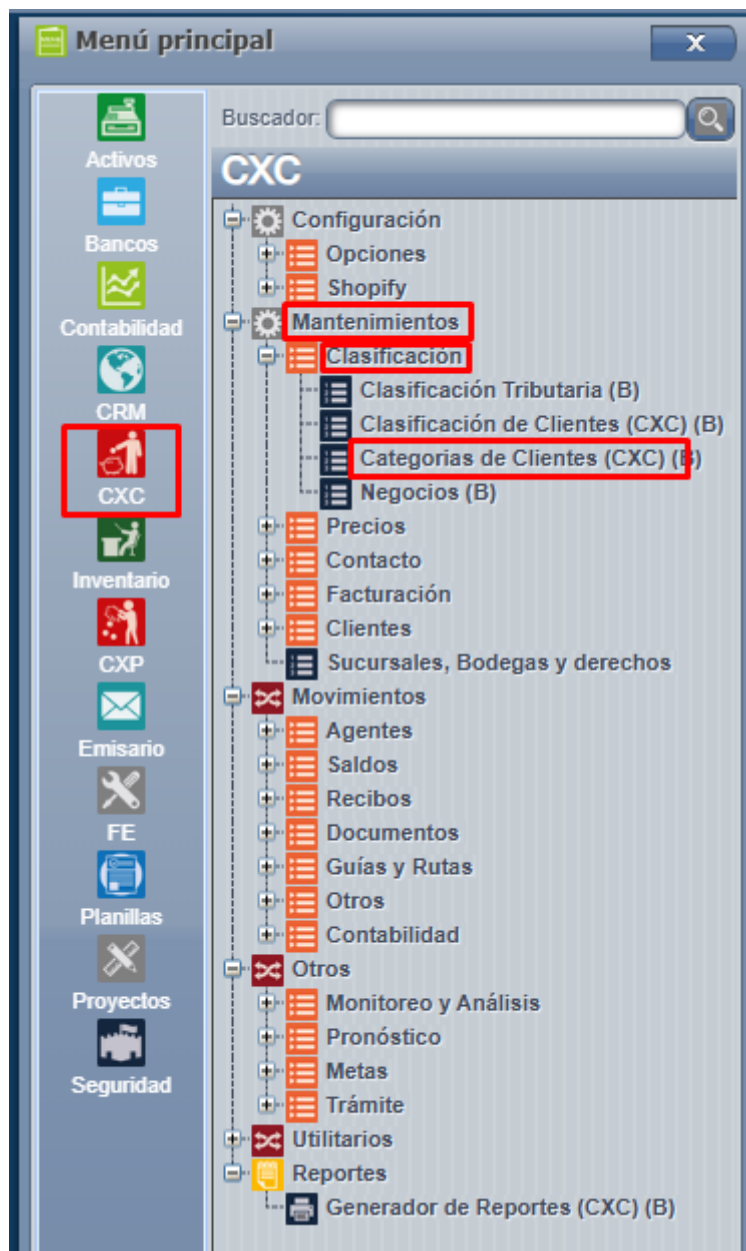 Menú principal
x
Activos
Bancos
Contabilidad
CRM
CXC
Inventario
CXP
Emisario
FE
Planillas
Proyectos
Seguridad
Buscador:
CXC
Configuración
Opciones
Shopify
Mantenimientos
Clasificación
Clasificación Tributaria (B)
Clasificación de Clientes (CXC) (B)
Categorias de Clientes (CXC) (B)
Negocios (B)
Precios
Contacto
Facturación
Clientes
Sucursales, Bodegas y derechos
Movimientos
Agentes
Saldos
Recibos
Documentos
Guías y Rutas
Otros
Contabilidad
Otros
Monitoreo y Análisis
Pronóstico
Metas
Trámite
Utilitarios
Reportes
Generador de Reportes (CXC) (B)